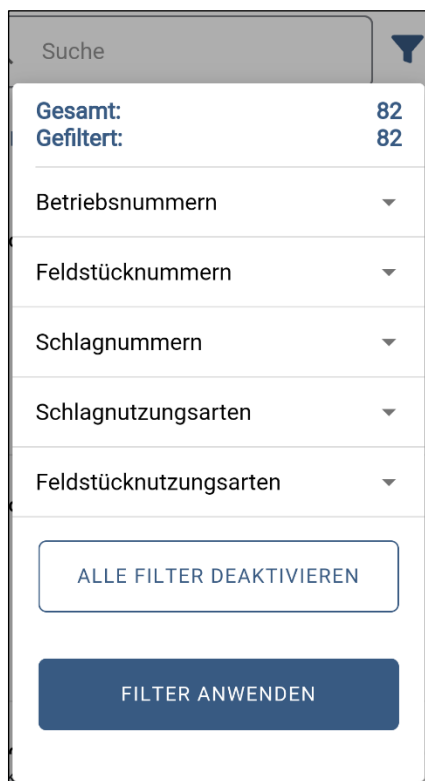 Suche
Gesamt: 82
Gefiltert: 82
Betriebsnummern
Feldstücknummern
Schlagnummern
Schlagnutzungsarten
Feldstücknutzungsarten
ALLE FILTER DEAKTIVIEREN
FILTER ANWENDEN